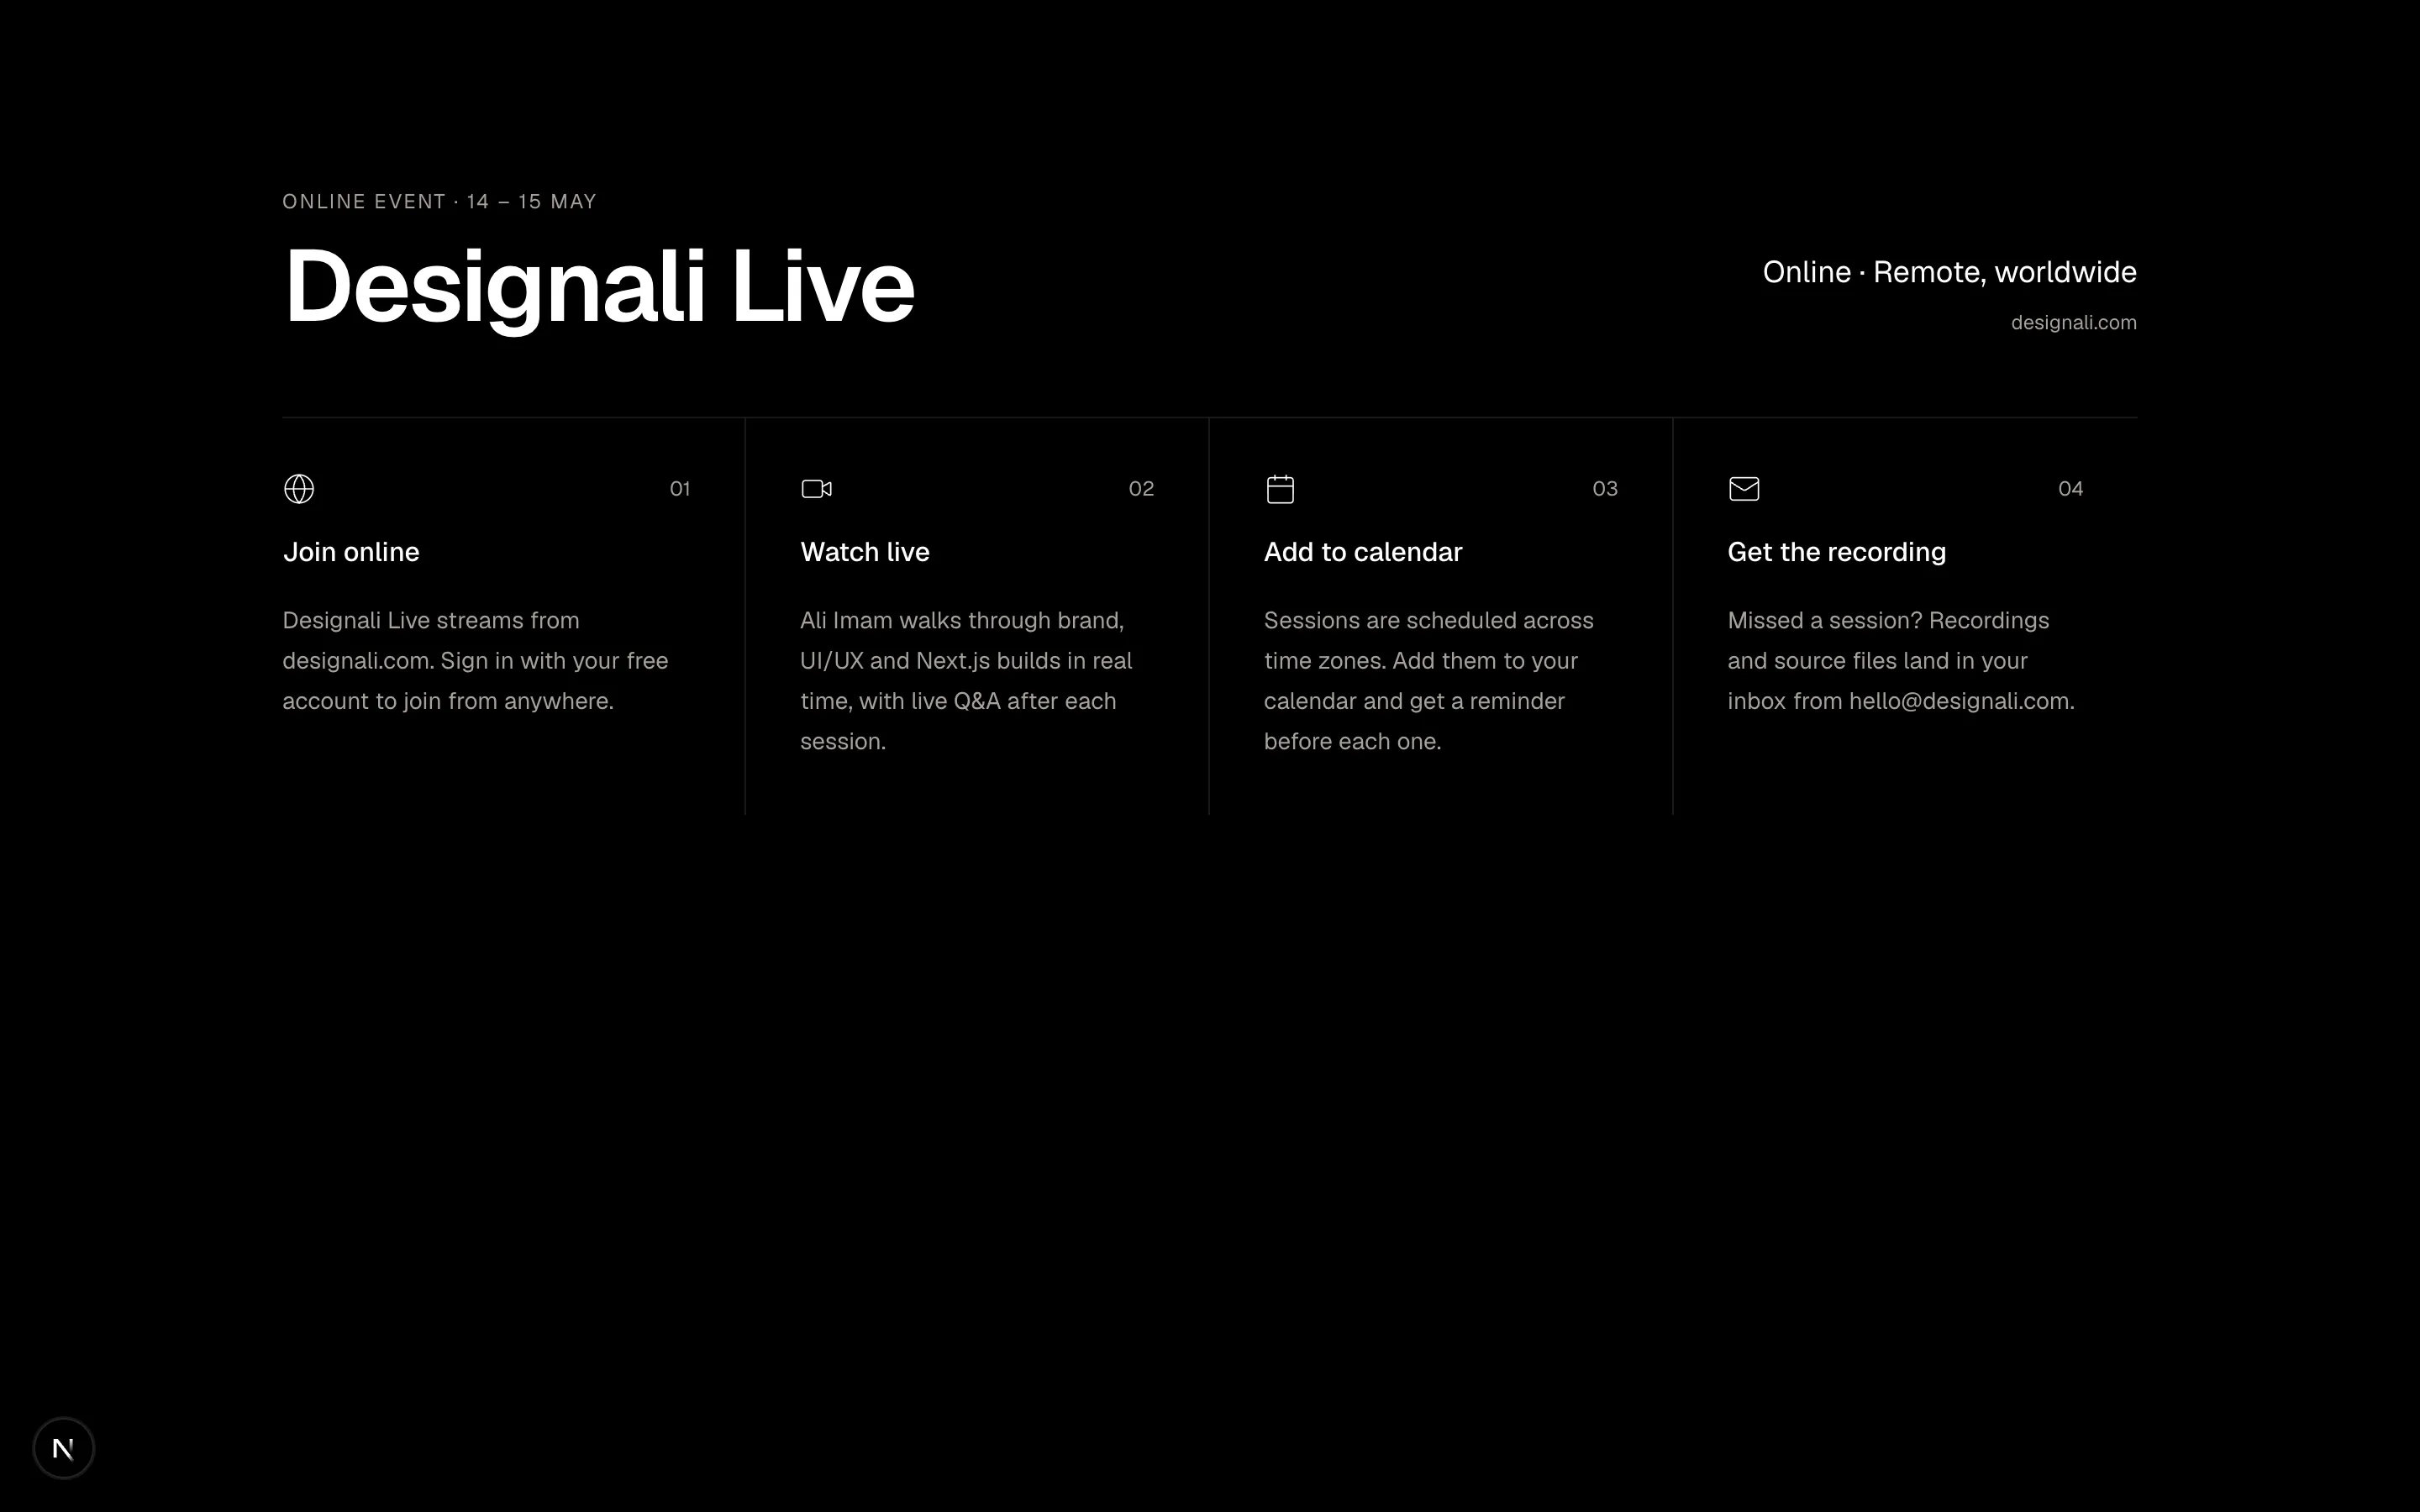 ONLINE EVENT · 14 – 15 MAY
Designali Live
Online · Remote, worldwide
designali.com
01
Join online
Designali Live streams from
designali.com. Sign in with your free
account to join from anywhere.
02
Watch live
Ali Imam walks through brand,
UI/UX and Next.js builds in real
time, with live Q&A after each
session.
03
Add to calendar
Sessions are scheduled across
time zones. Add them to your
calendar and get a reminder
before each one.
04
Get the recording
Missed a session? Recordings
and source files land in your
inbox from hello@designali.com.
N